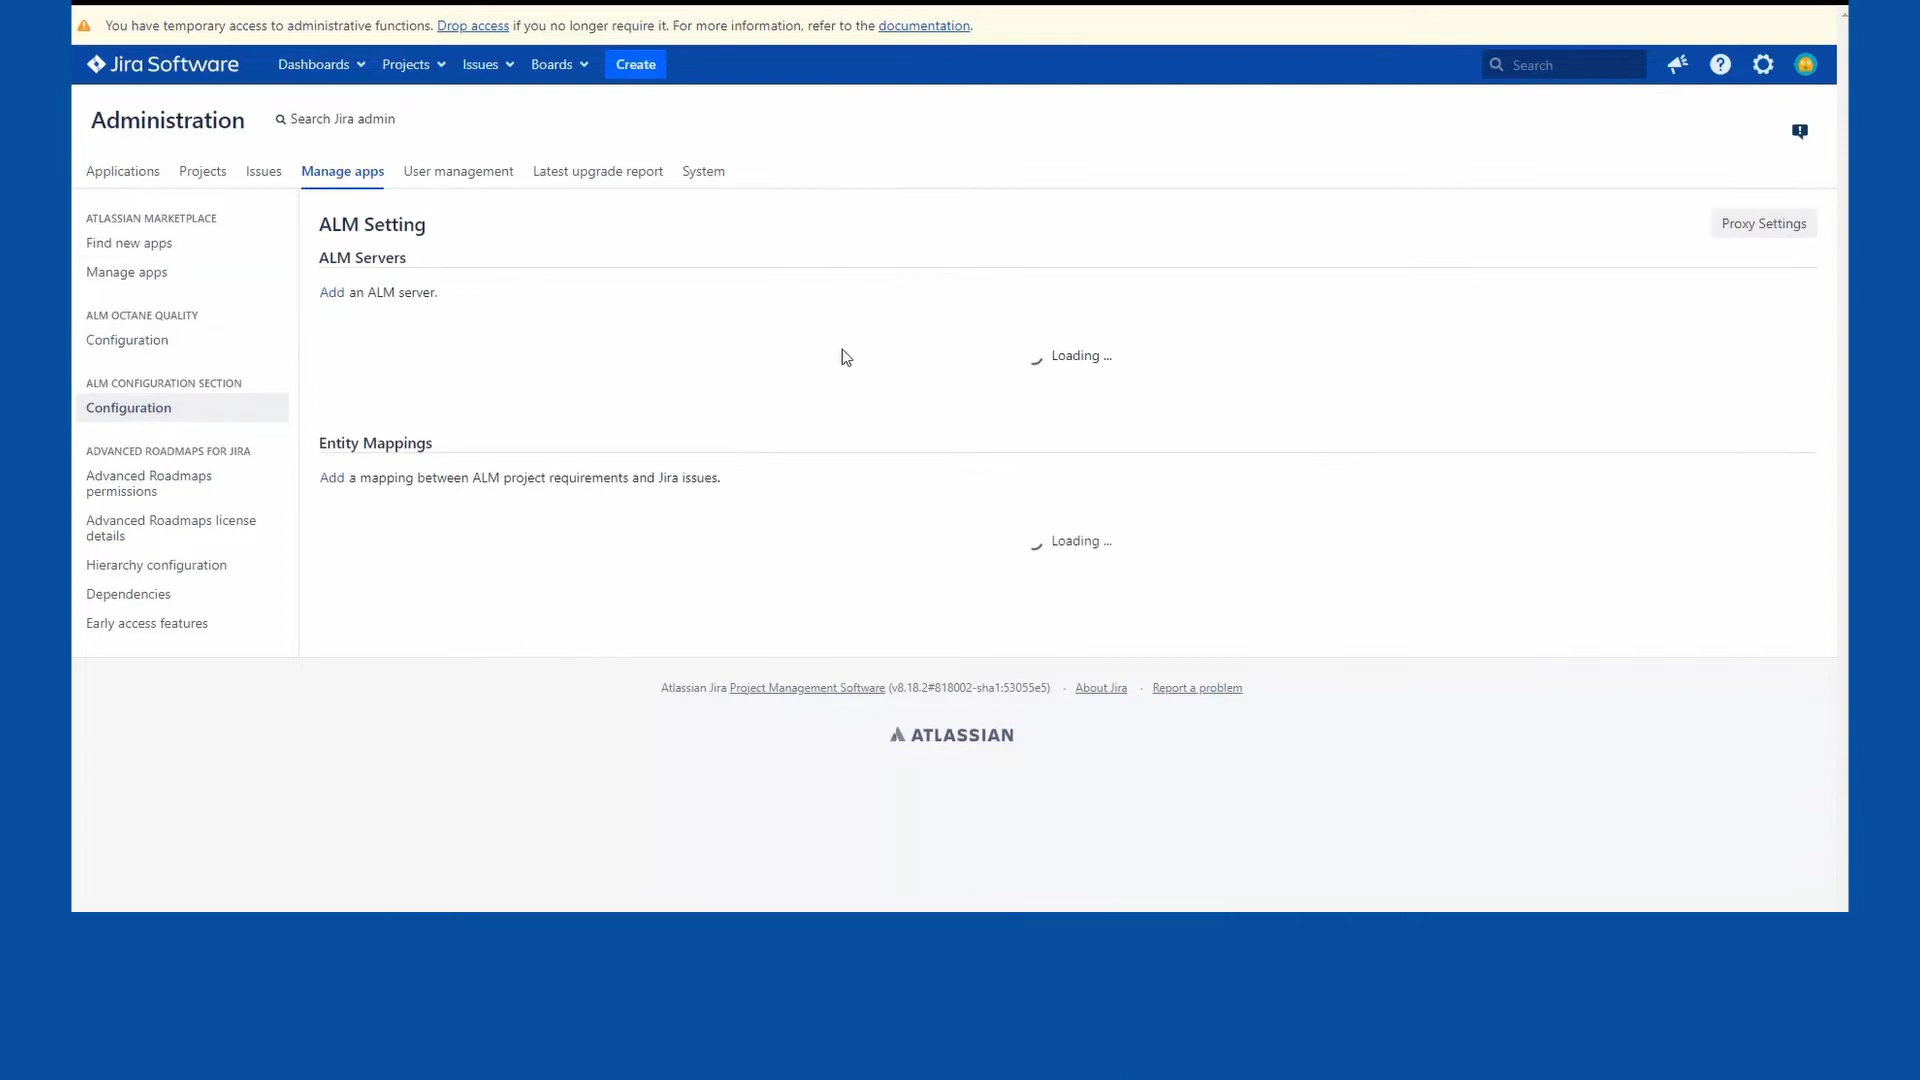 You have temporary access to administrative functions. Drop access if you no longer require it. For more information, refer to the documentation.
Jira Software Dashboards Projects Issues Boards Create Search
Administration Search Jira admin
Applications Projects Issues Manage apps User management Latest upgrade report System
ATLASSIAN MARKETPLACE
Find new apps
Manage apps
ALM OCTANE QUALITY
Configuration
ALM CONFIGURATION SECTION
Configuration
ADVANCED ROADMAPS FOR JIRA
Advanced Roadmaps
permissions
Advanced Roadmaps license
details
Hierarchy configuration
Dependencies
Early access features
ALM Setting
Proxy Settings
ALM Servers
Add an ALM server.
Loading ...
Entity Mappings
Add a mapping between ALM project requirements and Jira issues.
Loading ...
Atlassian Jira Project Management Software (v8.18.2#818002-sha1:53055e5) · About Jira · Report a problem
ATLASSIAN